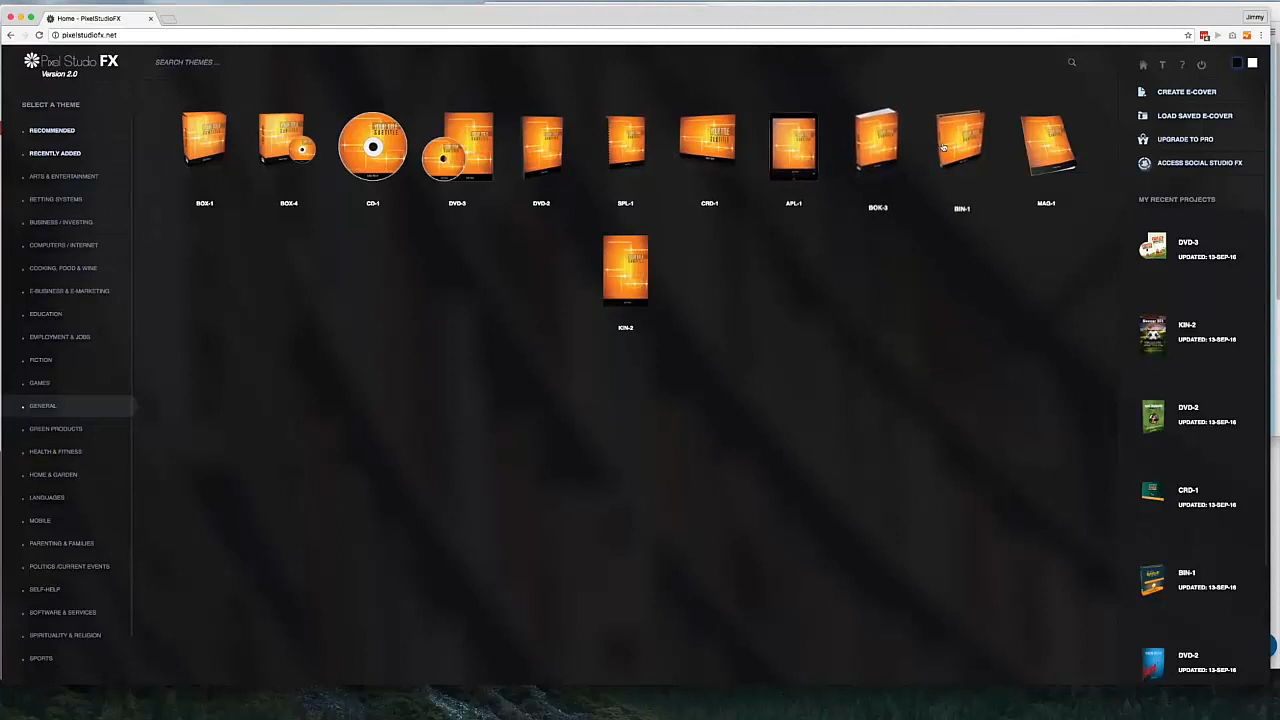 Home - PixelStudioFX
Jimmy
pixelstudiofx.net
Pixel Studio FX
Version 2.0
SEARCH THEMES ...
SELECT A THEME
RECOMMENDED
RECENTLY ADDED
ARTS & ENTERTAINMENT
BETTING SYSTEMS
BUSINESS / INVESTING
COMPUTERS / INTERNET
COOKING, FOOD & WINE
E-BUSINESS & E-MARKETING
EDUCATION
EMPLOYMENT & JOBS
FICTION
GAMES
GENERAL
GREEN PRODUCTS
HEALTH & FITNESS
HOME & GARDEN
LANGUAGES
MOBILE
PARENTING & FAMILIES
POLITICS /CURRENT EVENTS
SELF-HELP
SOFTWARE & SERVICES
SPIRITUALITY & RELIGION
SPORTS
BOX-1
BOX-4
CD-1
DVD-3
DVD-2
SPL-1
CRD-1
APL-1
BOK-3
BIN-1
MAG-1
KIN-2
T
?
CREATE E-COVER
LOAD SAVED E-COVER
UPGRADE TO PRO
ACCESS SOCIAL STUDIO FX
MY RECENT PROJECTS
DVD-3
UPDATED: 13-SEP-16
KIN-2
UPDATED: 13-SEP-16
DVD-2
UPDATED: 13-SEP-16
CRD-1
UPDATED: 13-SEP-16
BIN-1
UPDATED: 13-SEP-16
DVD-2
UPDATED: 13-SEP-16